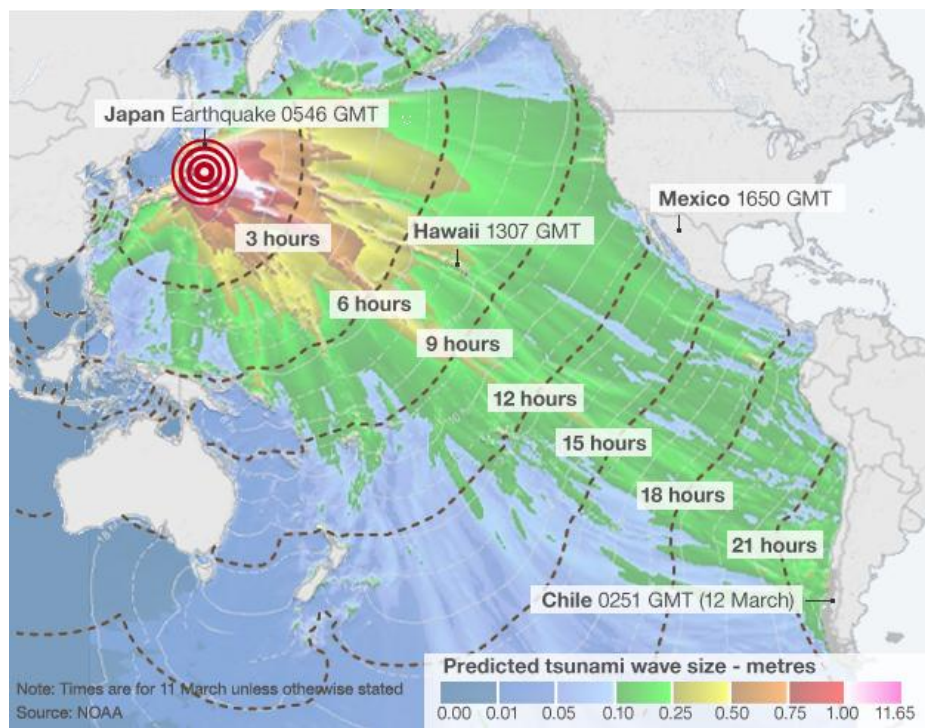 Japan Earthquake 0546 GMT
Mexico 1650 GMT
Hawaii 1307 GMT
3 hours
6 hours
9 hours
12 hours
15 hours
18 hours
21 hours
Chile 0251 GMT (12 March)
Predicted tsunami wave size - metres
0.00 0.01 0.05 0.10 0.25 0.50 0.75 1.00 11.65
Note: Times are for 11 March unless otherwise stated
Source: NOAA